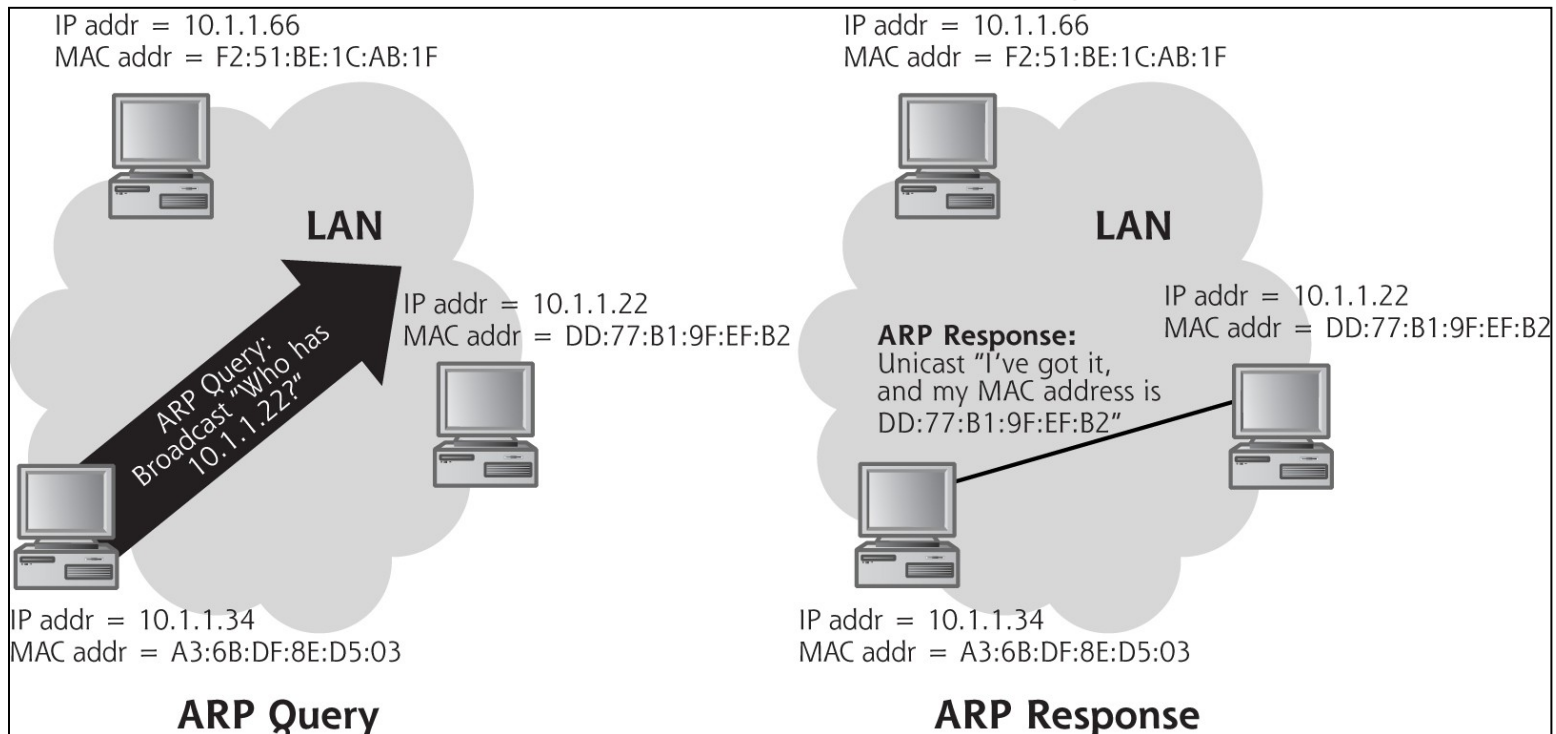 IP addr = 10.1.1.66
MAC addr = F2:51:BE:1C:AB:1F
LAN
IP addr = 10.1.1.22
MAC addr = DD:77:B1:9F:EF:B2
ARP Query:
Broadcast "Who has
10.1.1.22?"
IP addr = 10.1.1.34
MAC addr = A3:6B:DF:8E:D5:03
ARP Query
IP addr = 10.1.1.66
MAC addr = F2:51:BE:1C:AB:1F
LAN
IP addr = 10.1.1.22
MAC addr = DD:77:B1:9F:EF:B2
ARP Response:
Unicast "I've got it,
and my MAC address is
DD:77:B1:9F:EF:B2"
IP addr = 10.1.1.34
MAC addr = A3:6B:DF:8E:D5:03
ARP Response